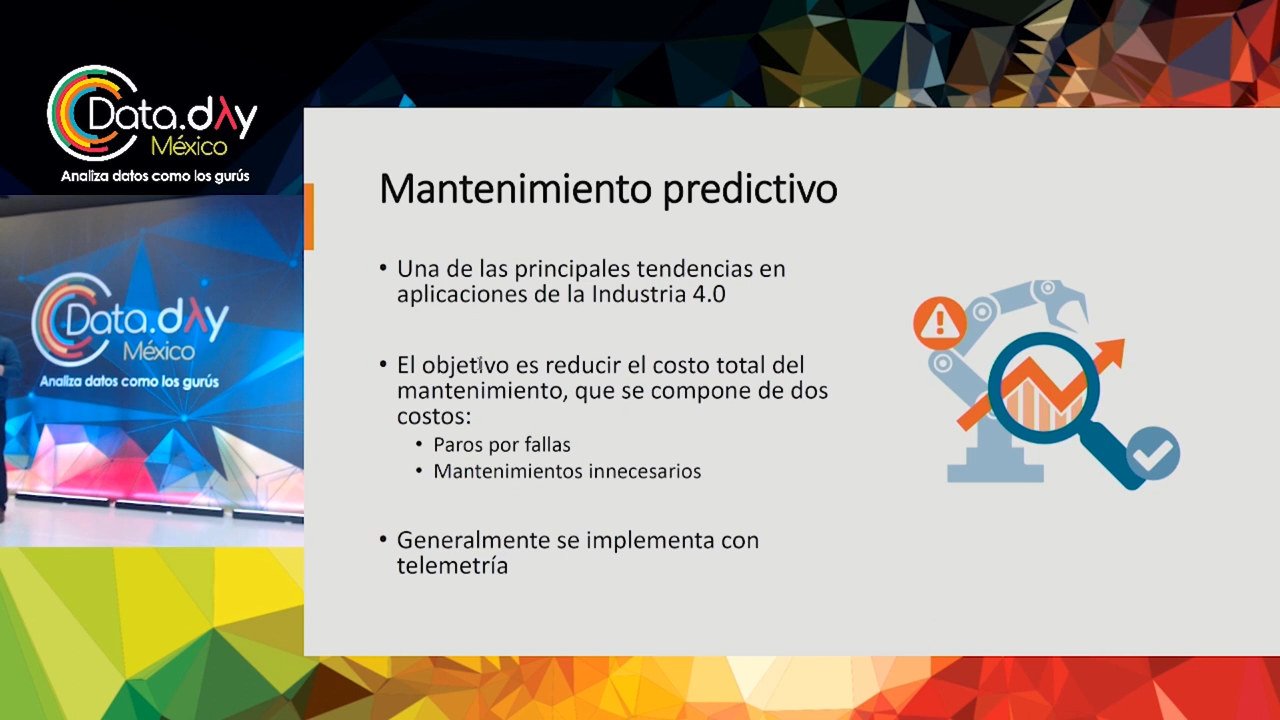 Data.dλy
México
Analiza datos como los gurús
Data.dλy
México
Analiza datos como los gurús
Mantenimiento predictivo
• Una de las principales tendencias en
aplicaciones de la Industria 4.0
• El objetivo es reducir el costo total del
mantenimiento, que se compone de dos
costos:
• Paros por fallas
• Mantenimientos innecesarios
• Generalmente se implementa con
telemetría